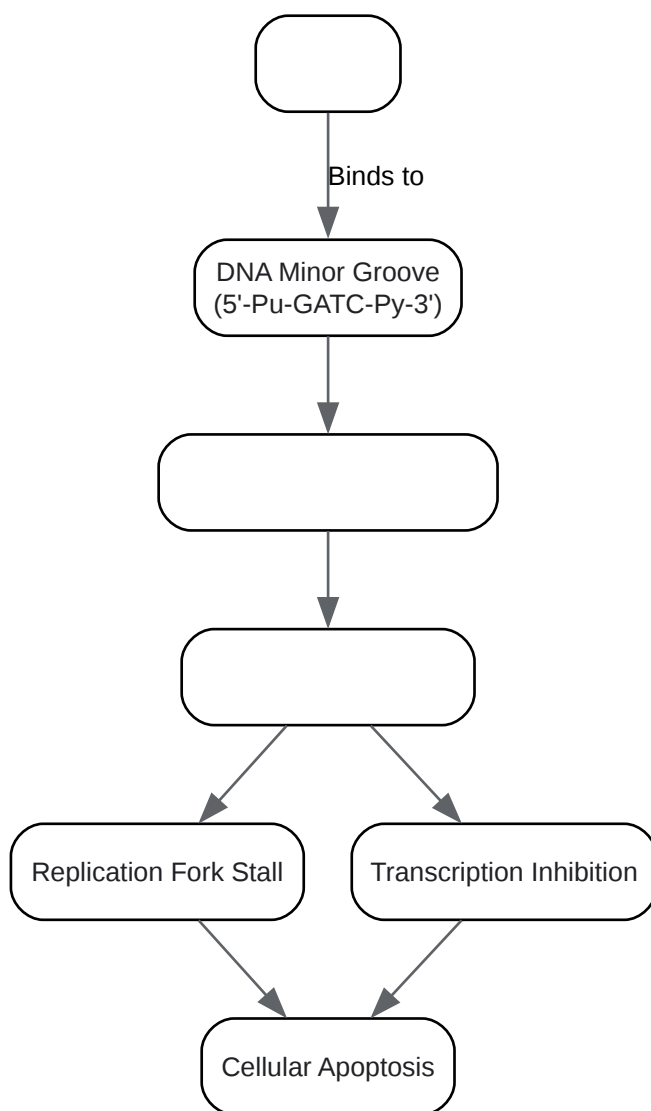 Binds to
DNA Minor Groove
(5'-Pu-GATC-Py-3')
Replication Fork Stall
Transcription Inhibition
Cellular Apoptosis